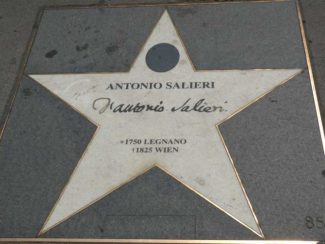 ANTONIO SALIERI
Antonio Salieri
*1750 LEGNANO
†1825 WIEN
85